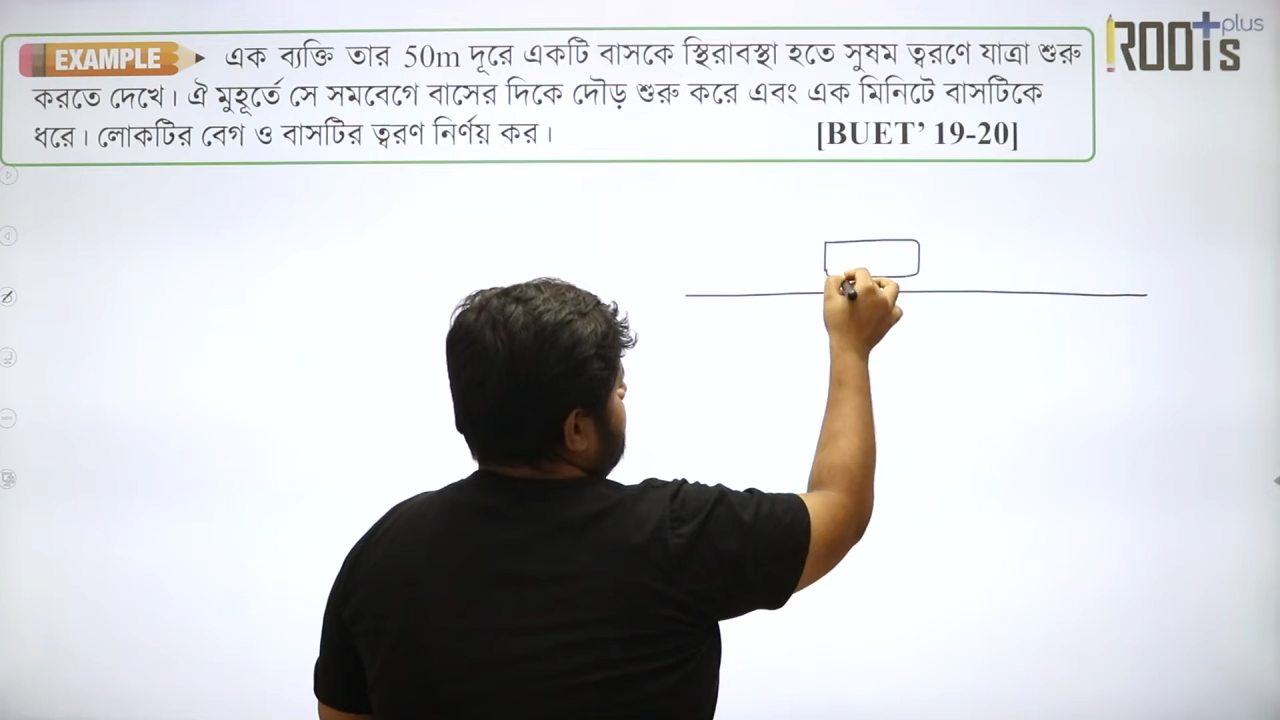 EXAMPLE এক ব্যক্তি তার 50m দূরে একটি বাসকে স্থিরাবস্থা হতে সুষম ত্বরণে যাত্রা শুরু
করতে দেখে। ঐ মুহূর্তে সে সমবেগে বাসের দিকে দৌড় শুরু করে এবং এক মিনিটে বাসটিকে
ধরে। লোকটির বেগ ও বাসটির ত্বরণ নির্ণয় কর। [BUET’ 19-20]
ROOTs plus